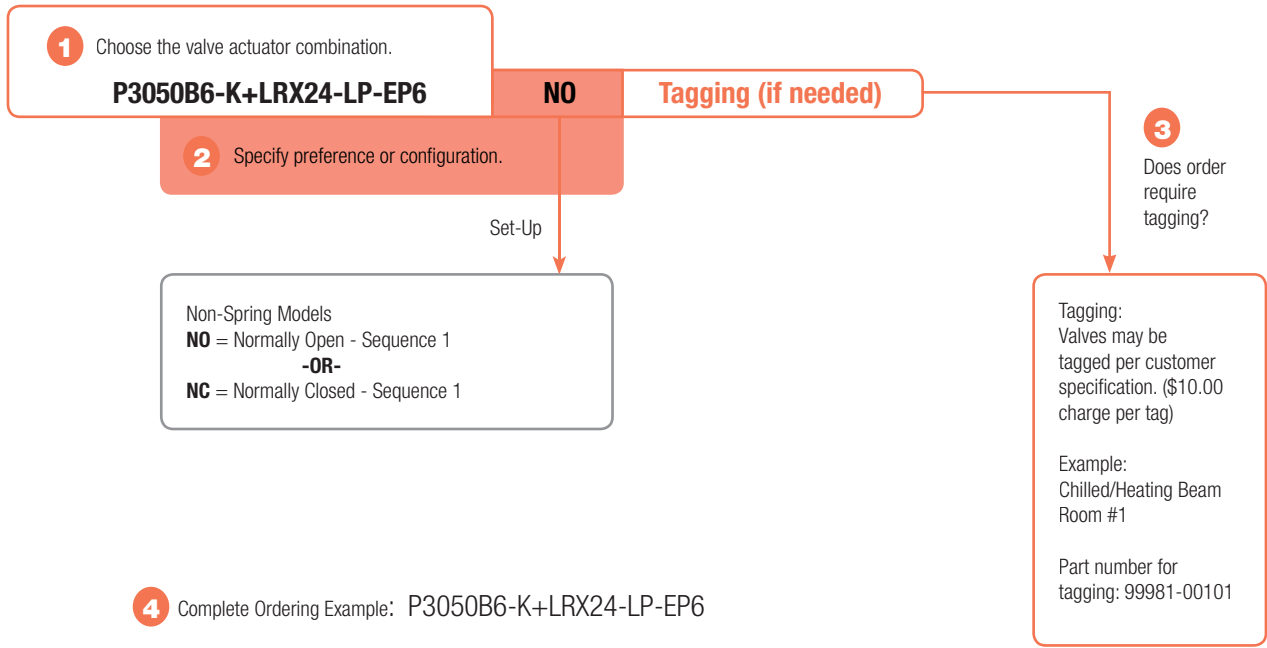 1 Choose the valve actuator combination.
P3050B6-K+LRX24-LP-EP6 NO Tagging (if needed)
2 Specify preference or configuration.
Set-Up
Non-Spring Models
NO = Normally Open - Sequence 1
-OR-
NC = Normally Closed - Sequence 1
3
Does order
require
tagging?
Tagging:
Valves may be
tagged per customer
specification. ($10.00
charge per tag)
Example:
Chilled/Heating Beam
Room #1
Part number for
tagging: 99981-00101
4 Complete Ordering Example: P3050B6-K+LRX24-LP-EP6